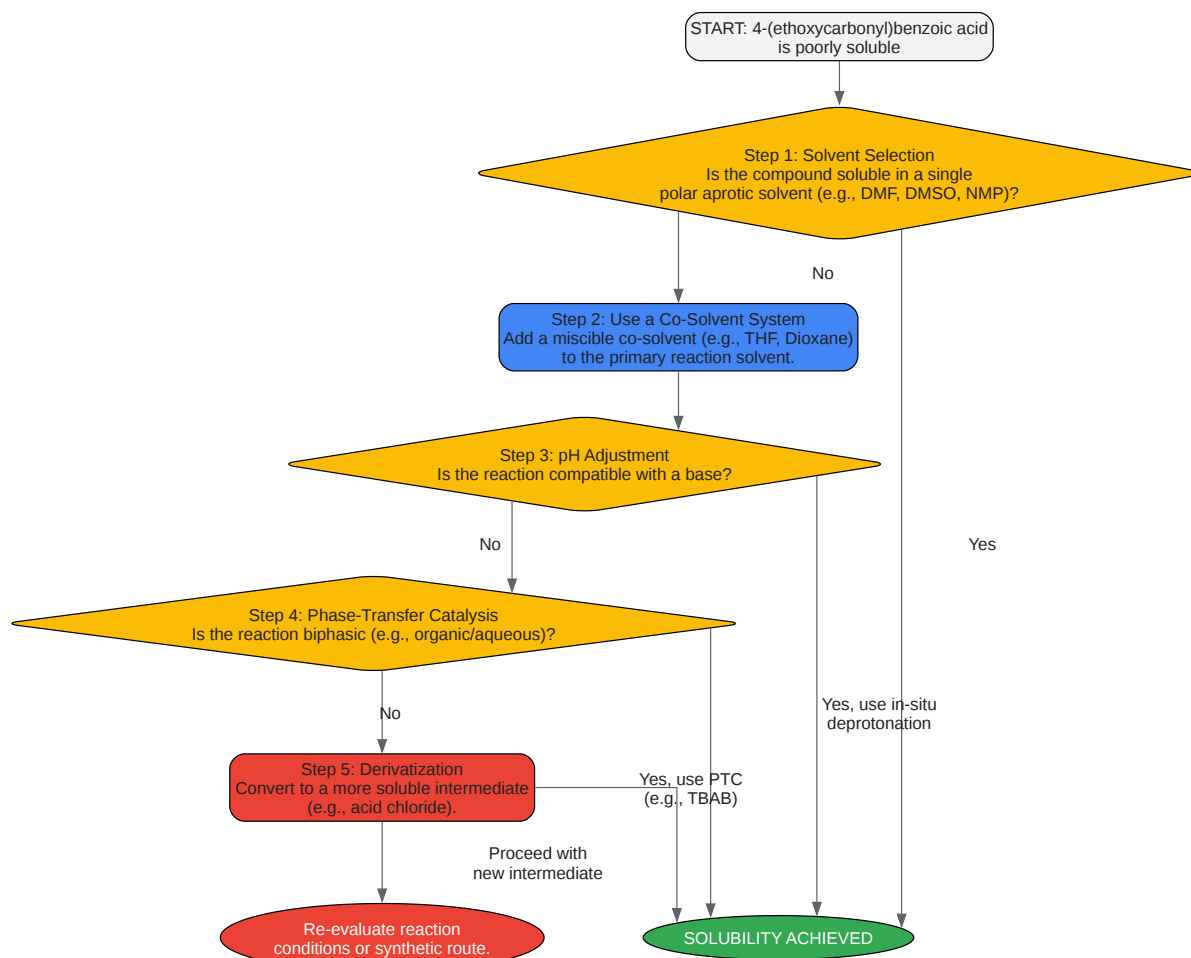 START: 4-(ethoxycarbonyl)benzoic acid
is poorly soluble
Step 1: Solvent Selection
Is the compound soluble in a single
polar aprotic solvent (e.g., DMF, DMSO, NMP)?
No
Step 2: Use a Co-Solvent System
Add a miscible co-solvent (e.g., THF, Dioxane)
to the primary reaction solvent.
Step 3: pH Adjustment
Is the reaction compatible with a base?
No
Yes
Step 4: Phase-Transfer Catalysis
Is the reaction biphasic (e.g., organic/aqueous)?
No
Yes, use in-situ
deprotonation
Step 5: Derivatization
Convert to a more soluble intermediate
(e.g., acid chloride).
Yes, use PTC
(e.g., TBAB)
Proceed with
new intermediate
Re-evaluate reaction
conditions or synthetic route.
SOLUBILITY ACHIEVED